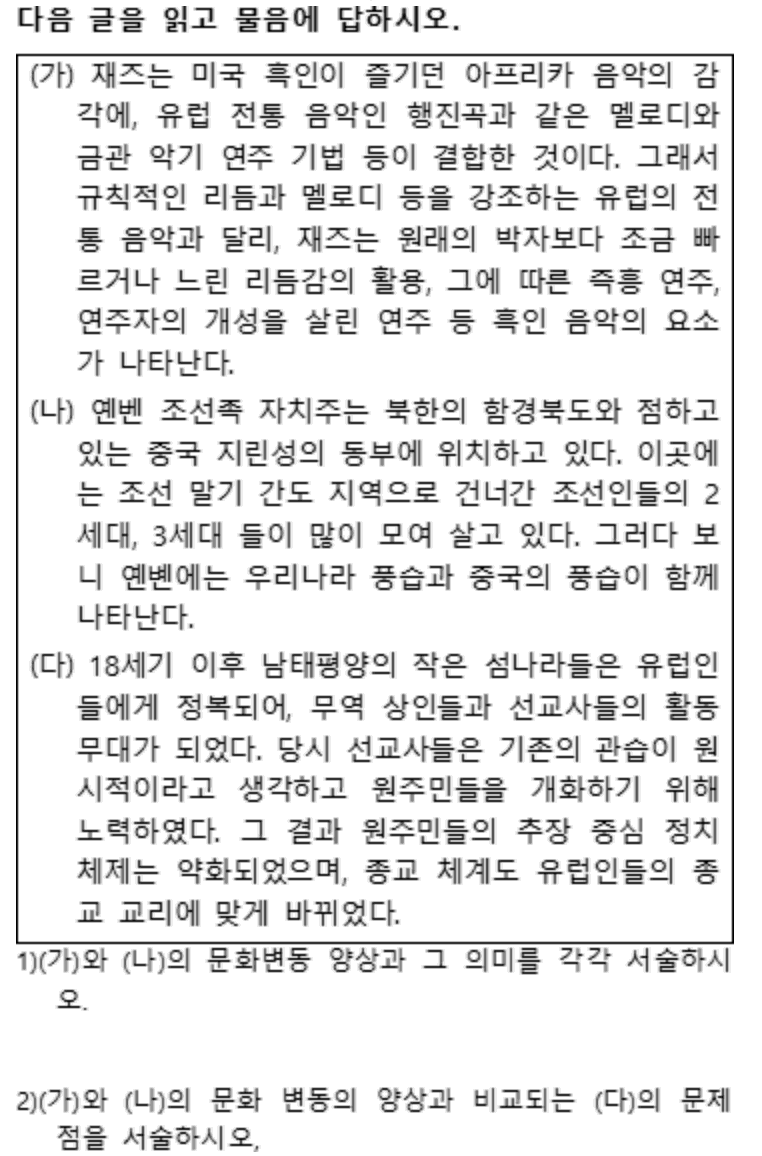 다음 글을 읽고 물음에 답하시오.
(가) 재즈는 미국 흑인이 즐기던 아프리카 음악의 감
각에, 유럽 전통 음악인 행진곡과 같은 멜로디와
금관 악기 연주 기법 등이 결합한 것이다. 그래서
규칙적인 리듬과 멜로디 등을 강조하는 유럽의 전
통 음악과 달리, 재즈는 원래의 박자보다 조금 빠
르거나 느린 리듬감의 활용, 그에 따른 즉흥 연주,
연주자의 개성을 살린 연주 등 흑인 음악의 요소
가 나타난다.
(나) 옌벤 조선족 자치주는 북한의 함경북도와 접하고
있는 중국 지린성의 동부에 위치하고 있다. 이곳에
는 조선 말기 간도 지역으로 건너간 조선인들의 2
세대, 3세대 들이 많이 모여 살고 있다. 그러다 보
니 옌볜에는 우리나라 풍습과 중국의 풍습이 함께
나타난다.
(다) 18세기 이후 남태평양의 작은 섬나라들은 유럽인
들에게 정복되어, 무역 상인들과 선교사들의 활동
무대가 되었다. 당시 선교사들은 기존의 관습이 원
시적이라고 생각하고 원주민들을 개화하기 위해
노력하였다. 그 결과 원주민들의 추장 중심 정치
체제는 약화되었으며, 종교 체계도 유럽인들의 종
교 교리에 맞게 바뀌었다.
1)(가)와 (나)의 문화변동 양상과 그 의미를 각각 서술하시
오.
2)(가)와 (나)의 문화 변동의 양상과 비교되는 (다)의 문제
점을 서술하시오,